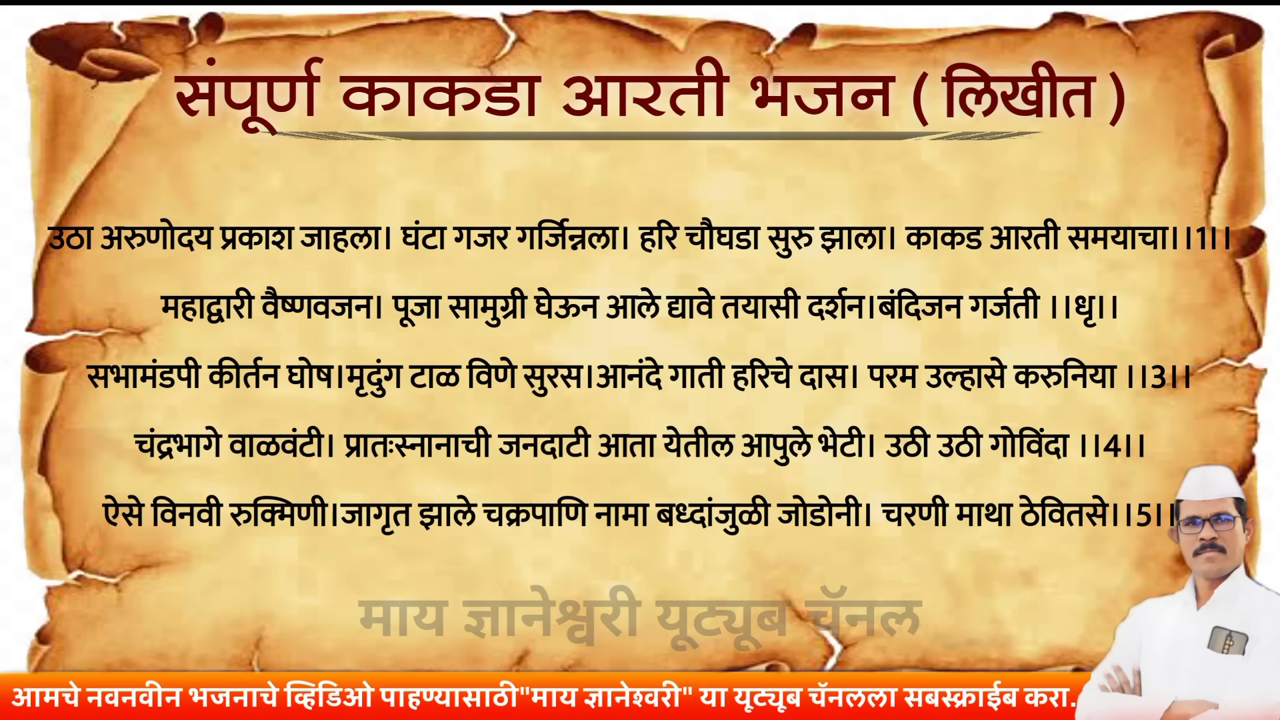 संपूर्ण काकडा आरती भजन ( लिखीत )
उठा अरुणोदय प्रकाश जाहला। घंटा गजर गर्जिन्नला। हरि चौघडा सुरु झाला। काकड आरती समयाचा।।1।।
महाद्वारी वैष्णवजन। पूजा सामुग्री घेऊन आले द्यावे तयासी दर्शन।बंदिजन गर्जती ।।धृ।।
सभामंडपी कीर्तन घोष।मृदुंग टाळ विणे सुरस।आनंदे गाती हरिचे दास। परम उल्हासे करुनिया ।।3।।
चंद्रभागे वाळवंटी। प्रातःस्नानाची जनदाटी आता येतील आपुले भेटी। उठी उठी गोविंदा ।।4।।
ऐसे विनवी रुक्मिणी।जागृत झाले चक्रपाणि नामा बध्दांजुळी जोडोनी। चरणी माथा ठेवितसे।।5।।
माय ज्ञानेश्वरी यूट्यूब चॅनल
आमचे नवनवीन भजनाचे व्हिडिओ पाहण्यासाठी"माय ज्ञानेश्वरी" या यूट्यूब चॅनलला सबस्क्राईब करा.